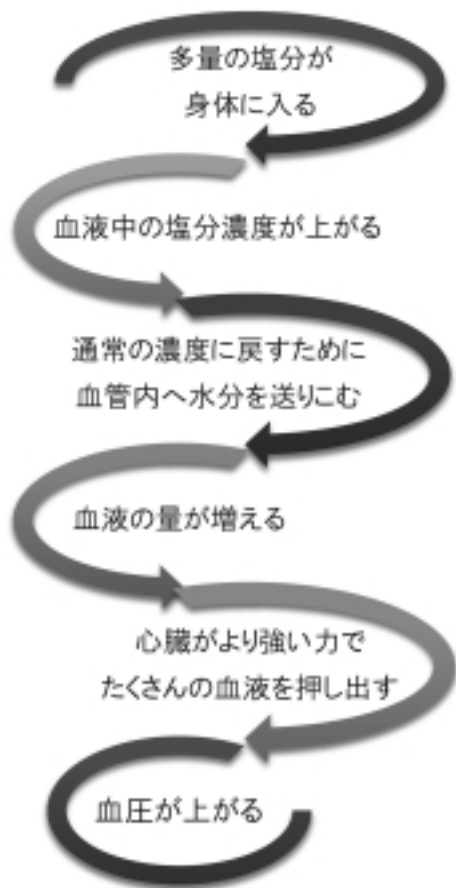 多量の塩分が
身体に入る
血液中の塩分濃度が上がる
通常の濃度に戻すために
血管内へ水分を送りこむ
血液の量が増える
心臓がより強い力で
たくさんの血液を押し出す
血圧が上がる